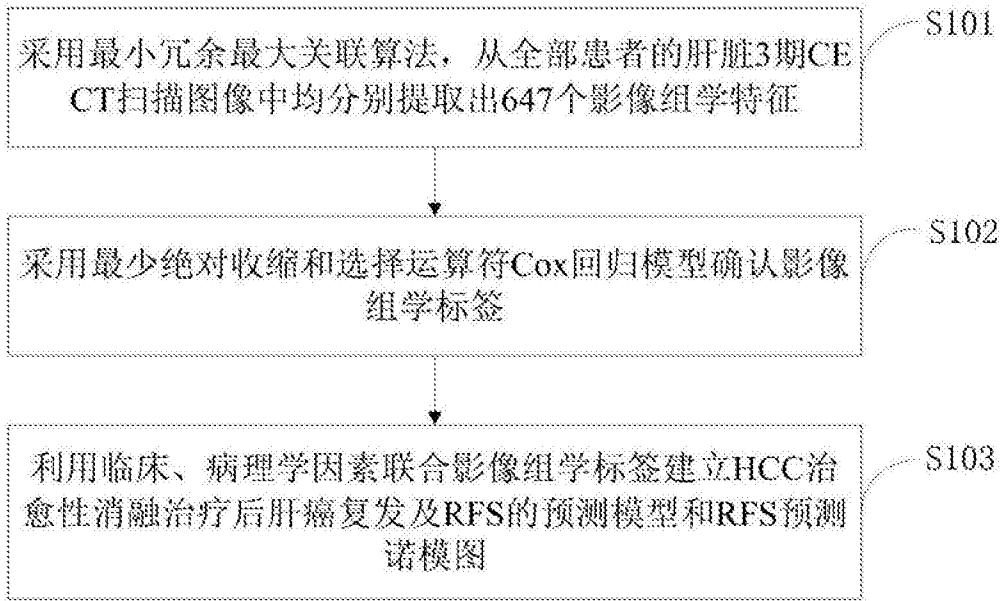 采用最小冗余最大关联算法，从全部患者的肝脏3期CE
CT扫描图像中均分别提取出647个影像组学特征
S101
采用最少绝对收缩和选择运算符Cox回归模型确认影像
组学标签
S102
利用临床、病理学因素联合影像组学标签建立HCC治
愈性消融治疗后肝癌复发及RFS的预测模型和RFS预测
诺模图
S103